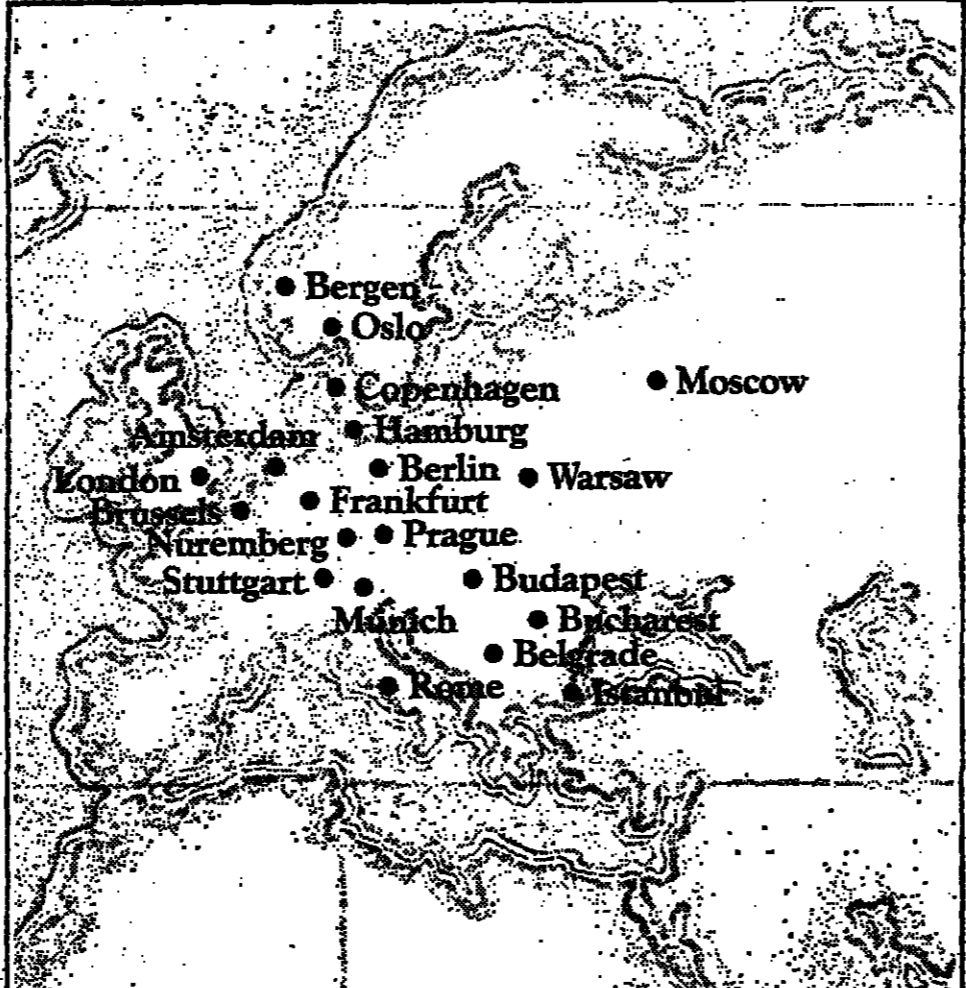 Bergen
Oslo
Copenhagen
Moscow
Hamburg
Amsterdam
Berlin
London
Warsaw
Frankfurt
Brussels
Prague
Nuremberg
Stuttgart
Budapest
Munich
Bucharest
Belgrade
Rome
Istanbul